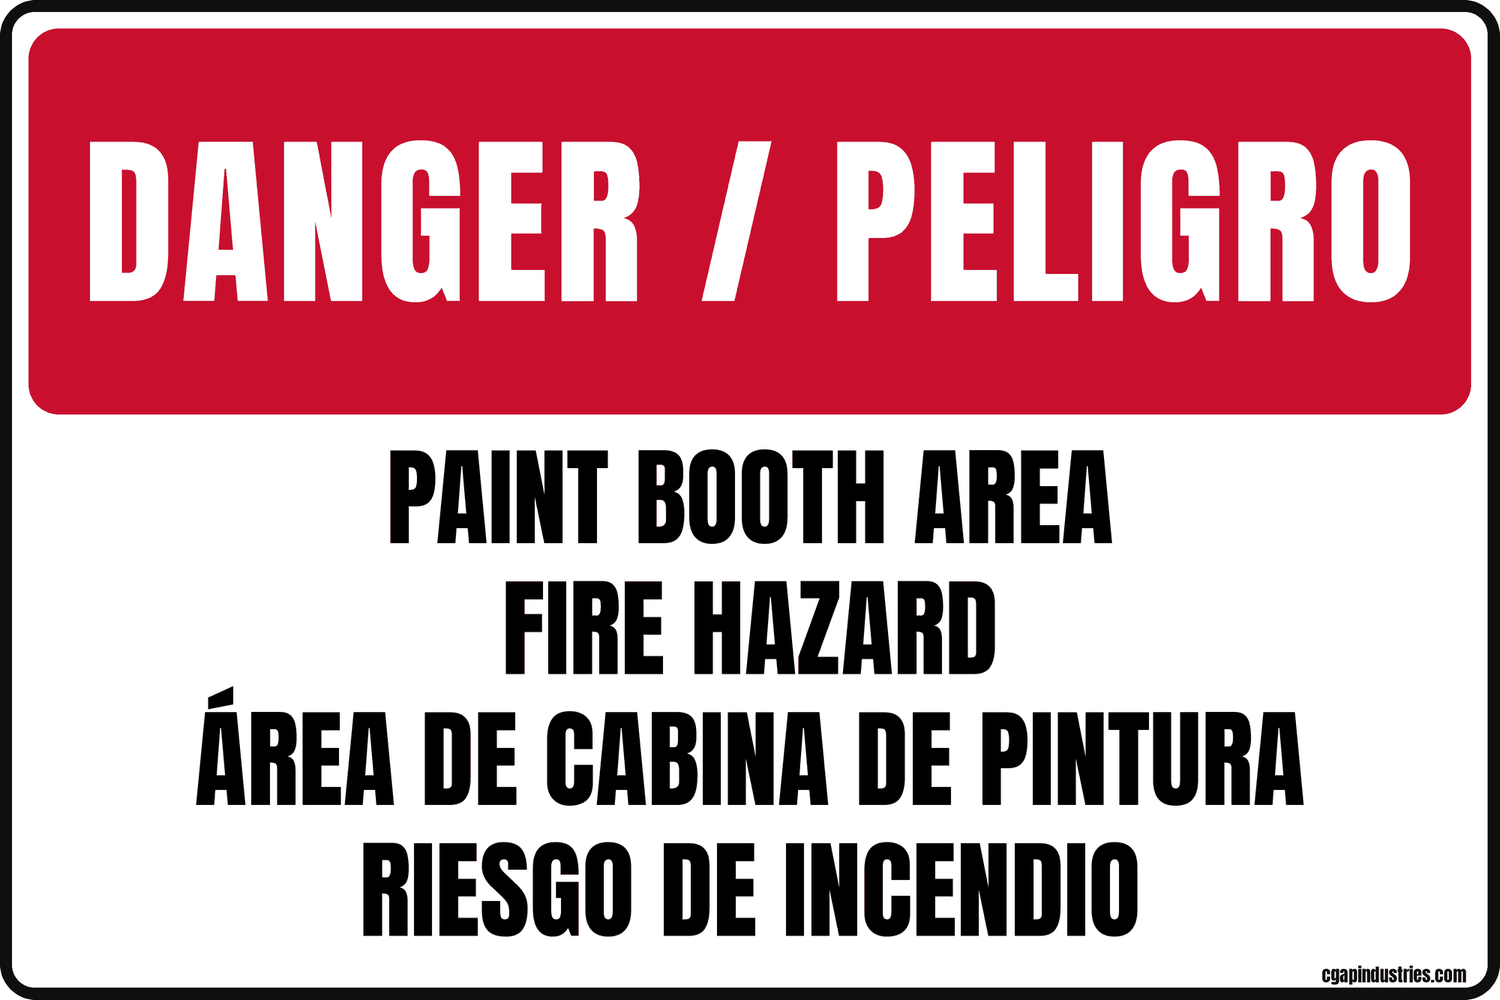 DANGER / PELIGRO
PAINT BOOTH AREA
FIRE HAZARD
ÁREA DE CABINA DE PINTURA
RIESGO DE INCENDIO
cgapindustries.com